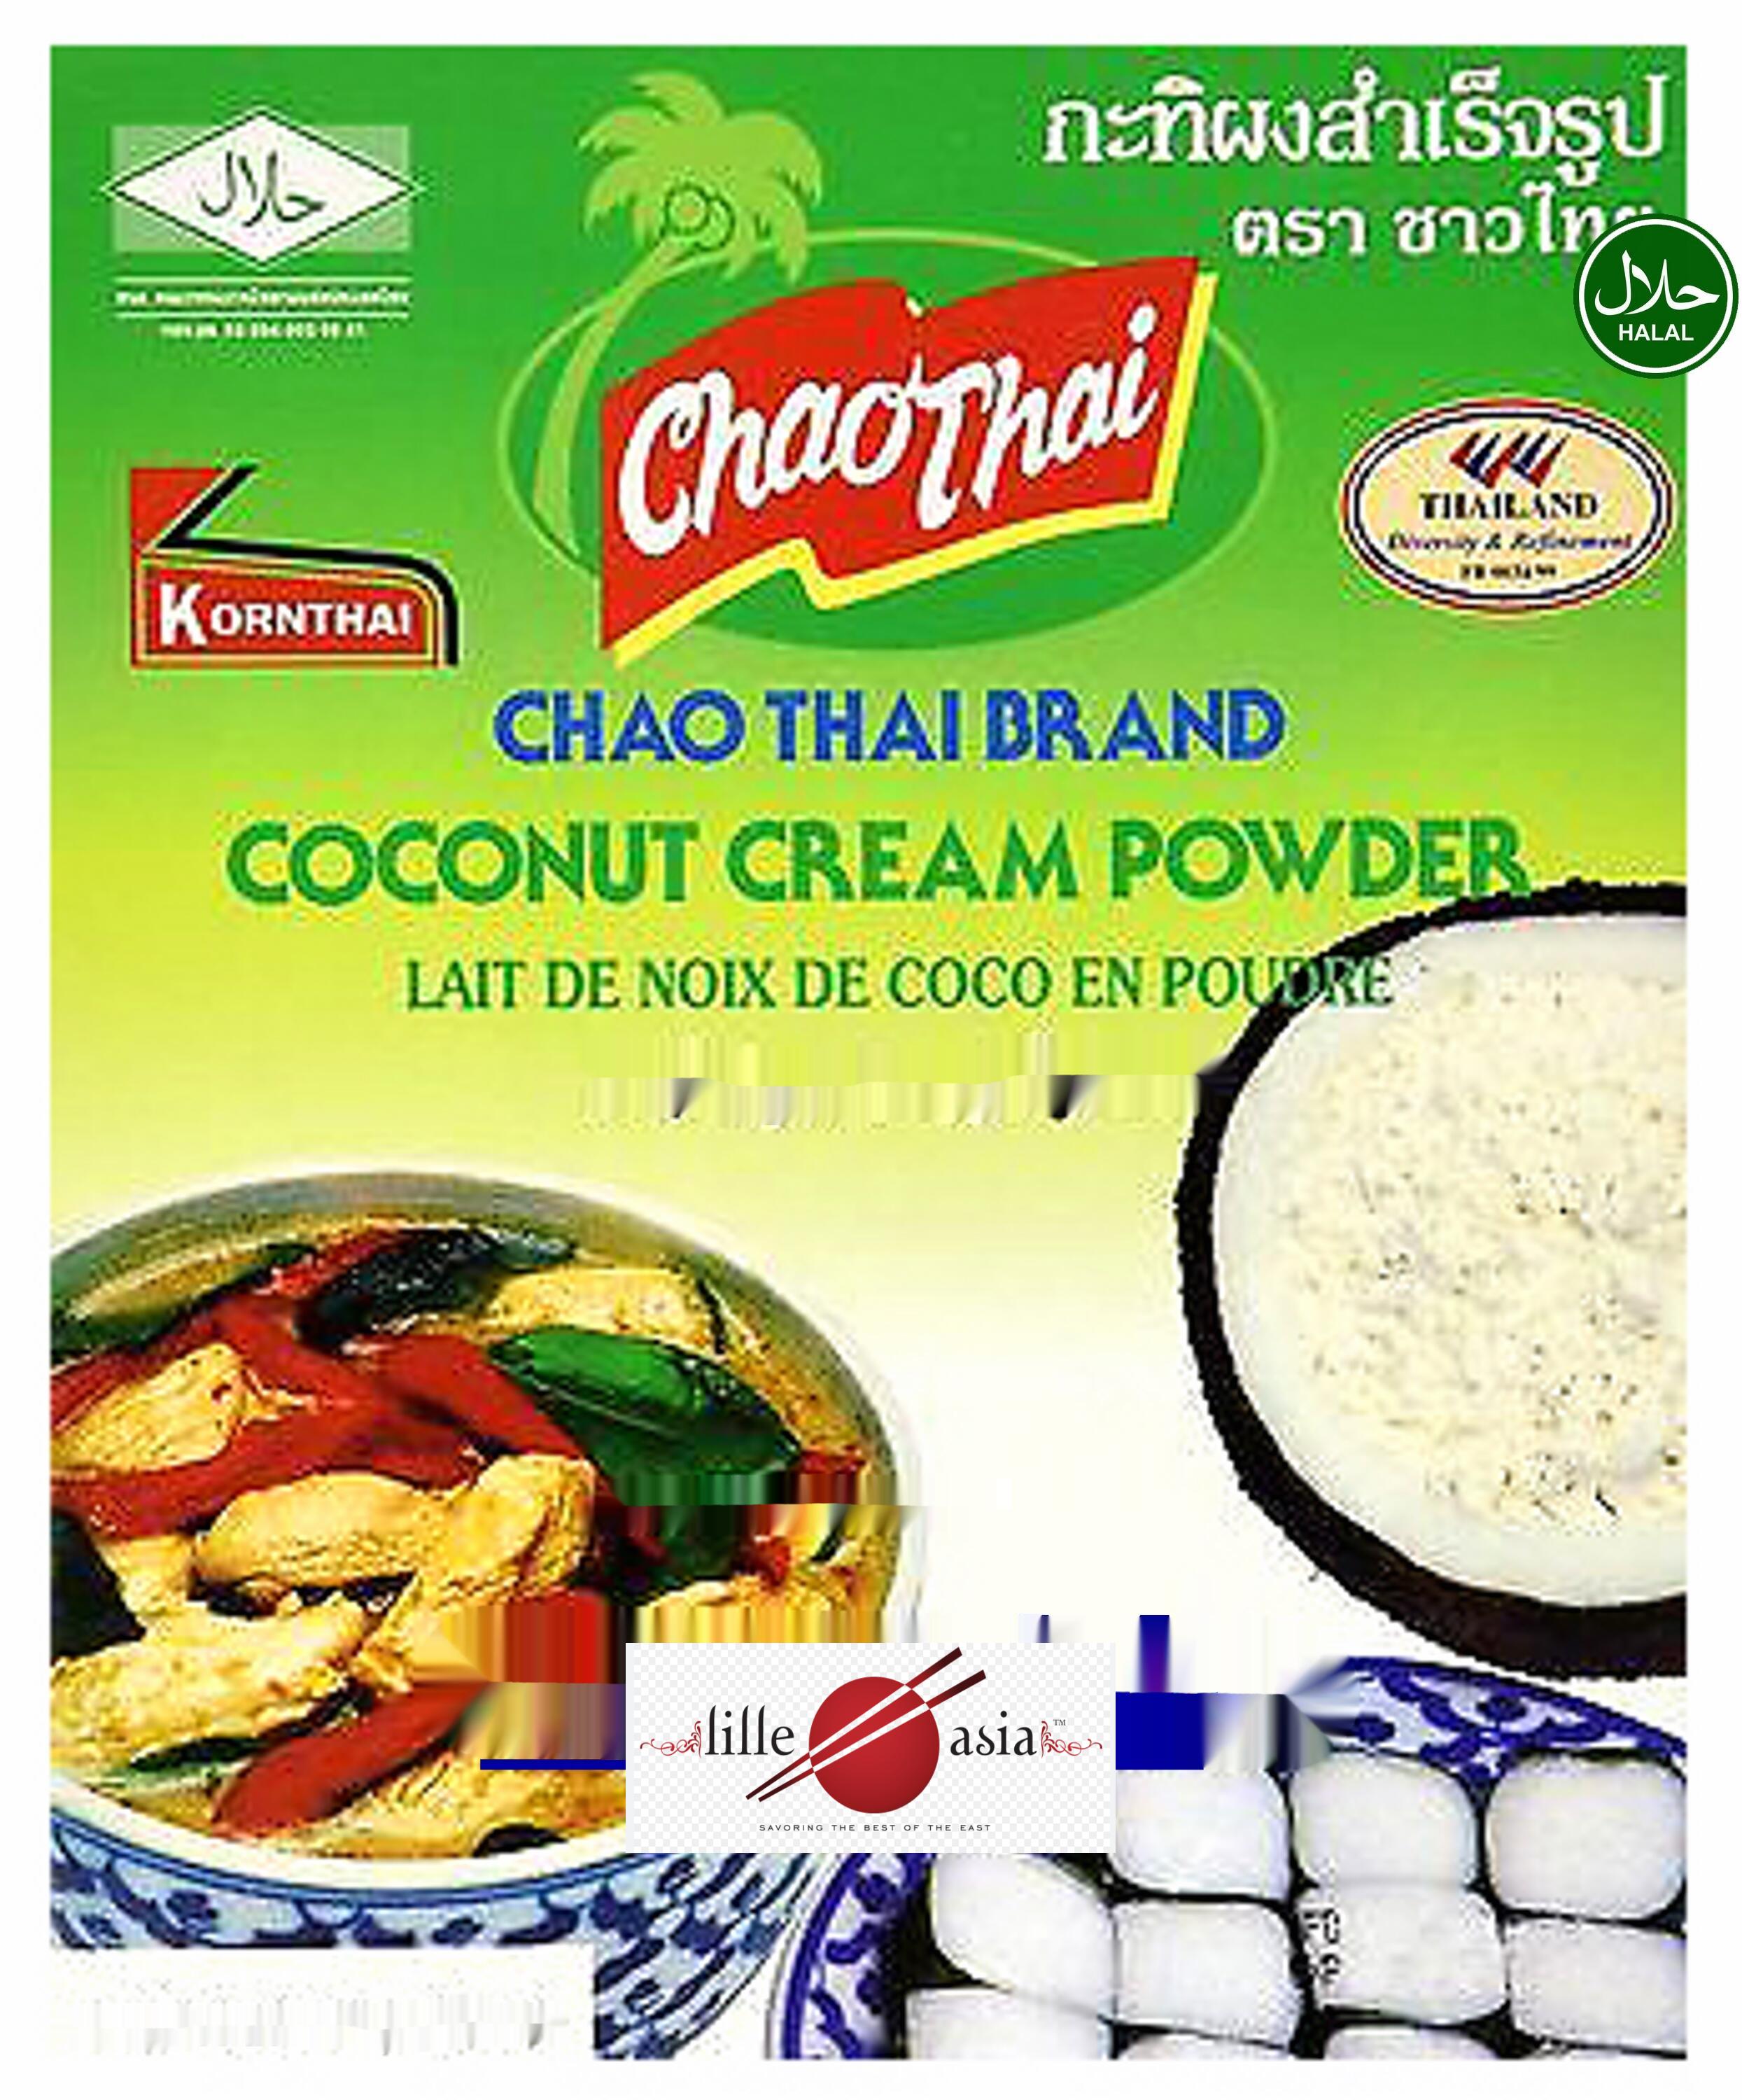 กะทิผงสำเร็จรูป
ตรา ชาวไทย
حلال
حلال
HALAL
ChaoThai
THAILAND
Diversity & Refinement
KORNTHAI
CHAO THAI BRAND
COCONUT CREAM POWDER
LAIT DE NOIX DE COCO EN POUDRE
lille asia™
SAVORING THE BEST OF THE EAST